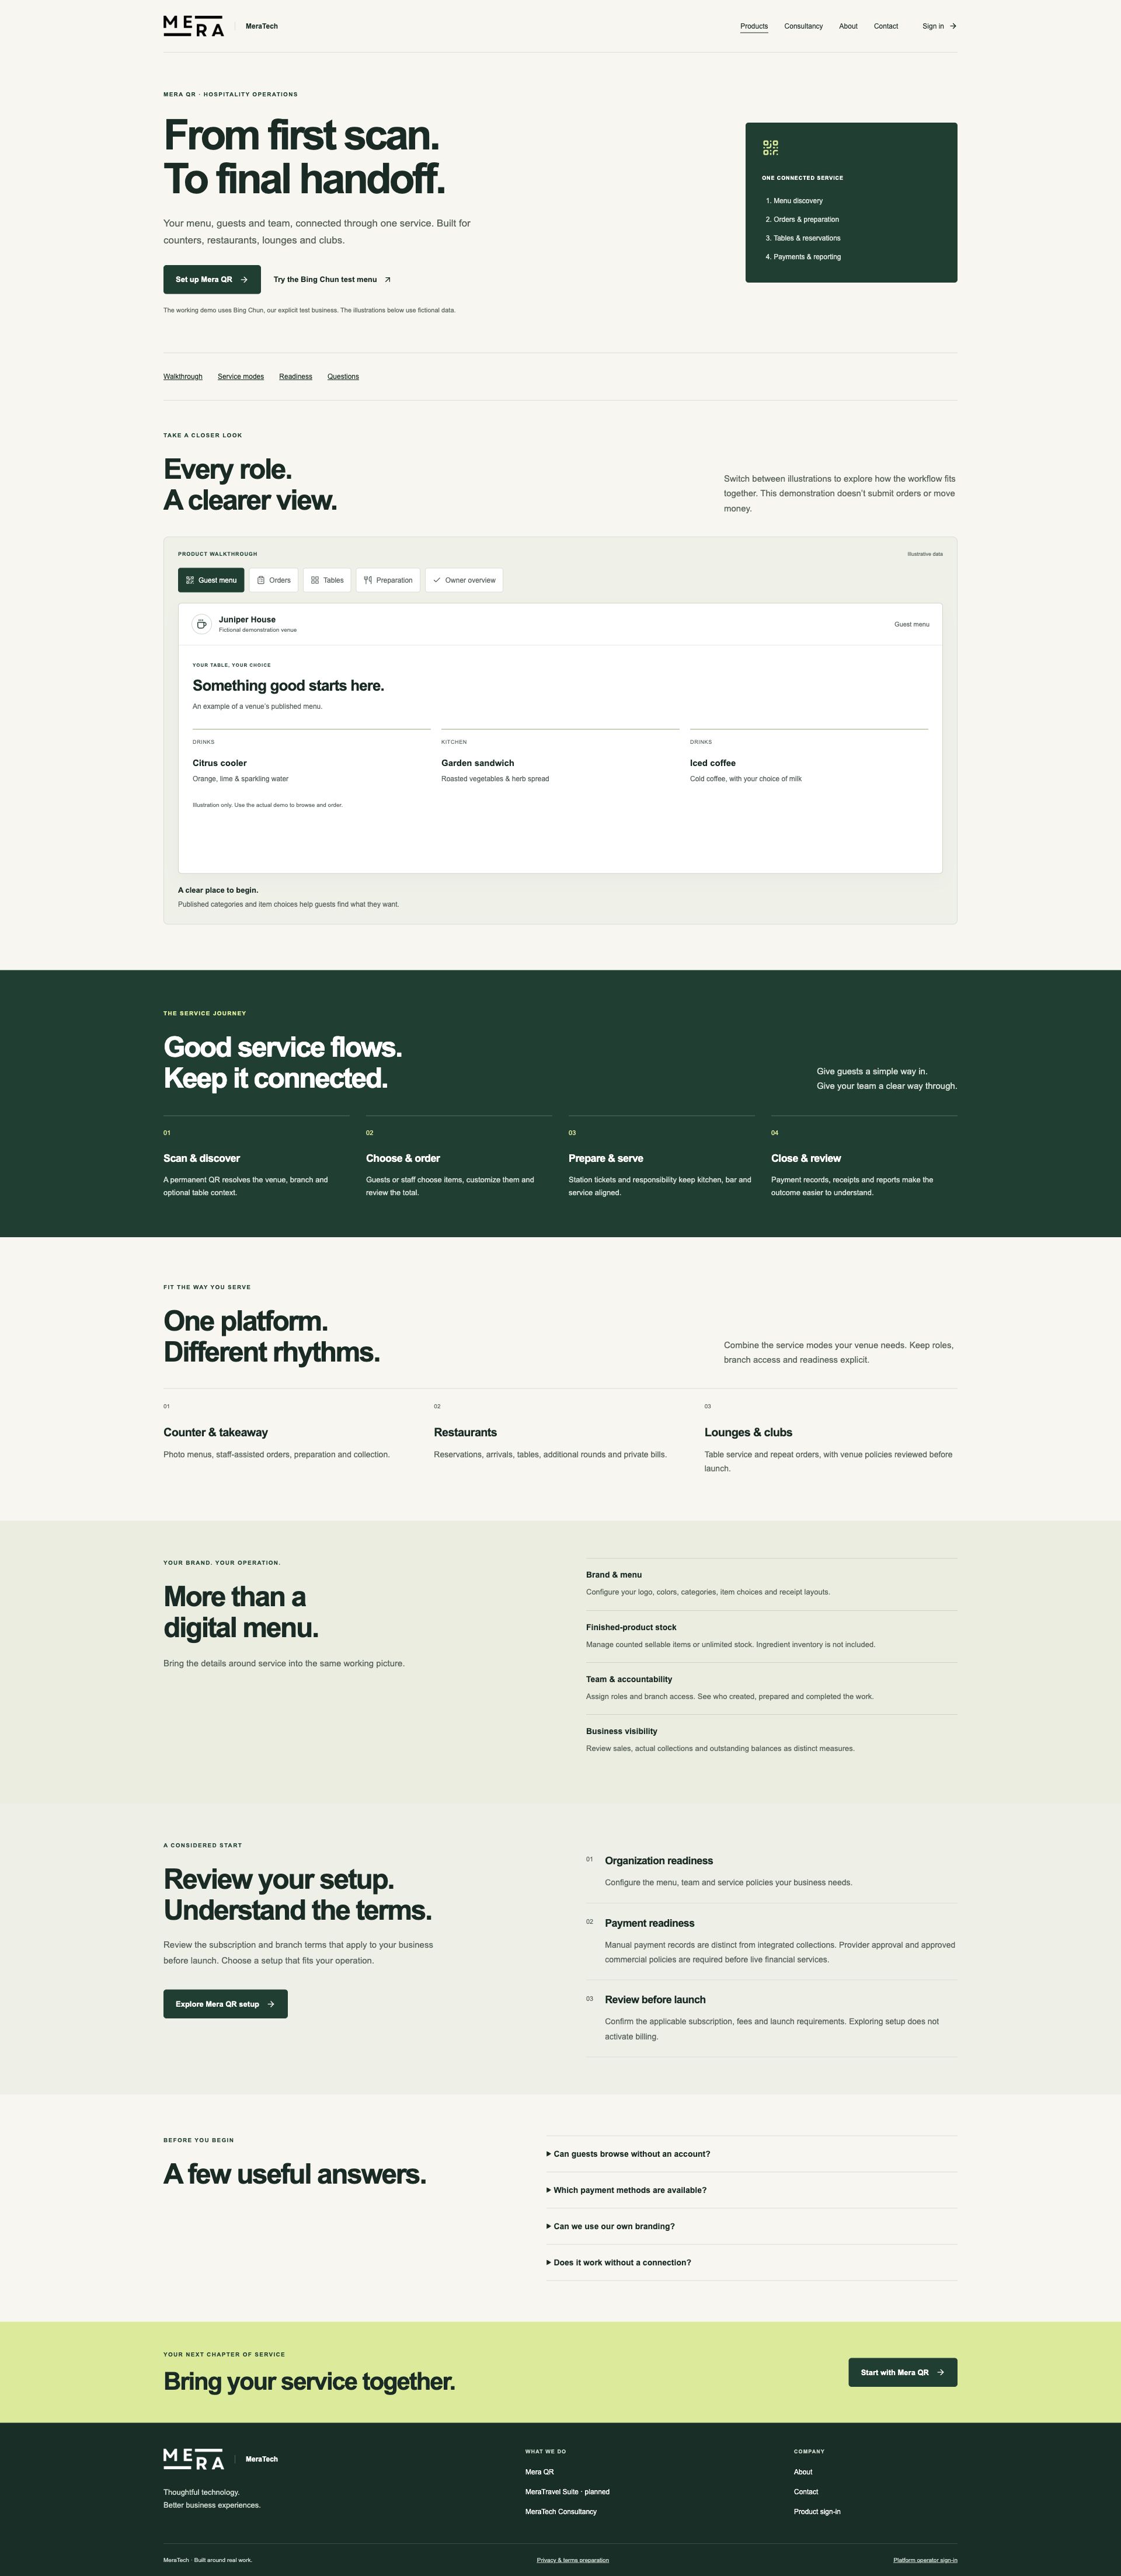 MERA
MeraTech
Products
Consultancy
About
Contact
Sign in
MERA QR · HOSPITALITY OPERATIONS
From first scan.
To final handoff.
Your menu, guests and team, connected through one service. Built for
counters, restaurants, lounges and clubs.
Set up Mera QR
Try the Bing Chun test menu
The working demo uses Bing Chun, our explicit test business. The illustrations below use fictional data.
ONE CONNECTED SERVICE
1. Menu discovery
2. Orders & preparation
3. Tables & reservations
4. Payments & reporting
Walkthrough
Service modes
Readiness
Questions
TAKE A CLOSER LOOK
Every role.
A clearer view.
Switch between illustrations to explore how the workflow fits
together. This demonstration doesn't submit orders or move
money.
PRODUCT WALKTHROUGH
Illustrative data
Guest menu
Orders
Tables
Preparation
Owner overview
Juniper House
Fictional demonstration venue
Guest menu
YOUR TABLE, YOUR CHOICE
Something good starts here.
An example of a venue's published menu.
DRINKS
Citrus cooler
Orange, lime & sparkling water
KITCHEN
Garden sandwich
Roasted vegetables & herb spread
DRINKS
Iced coffee
Cold coffee, with your choice of milk
Illustration only. Use the actual demo to browse and order.
A clear place to begin.
Published categories and item choices help guests find what they want.
THE SERVICE JOURNEY
Good service flows.
Keep it connected.
Give guests a simple way in.
Give your team a clear way through.
01
Scan & discover
A permanent QR resolves the venue, branch and
optional table context.
02
Choose & order
Guests or staff choose items, customize them and
review the total.
03
Prepare & serve
Station tickets and responsibility keep kitchen, bar and
service aligned.
04
Close & review
Payment records, receipts and reports make the
outcome easier to understand.
FIT THE WAY YOU SERVE
One platform.
Different rhythms.
Combine the service modes your venue needs. Keep roles,
branch access and readiness explicit.
01
Counter & takeaway
Photo menus, staff-assisted orders, preparation and collection.
02
Restaurants
Reservations, arrivals, tables, additional rounds and private bills.
03
Lounges & clubs
Table service and repeat orders, with venue policies reviewed before
launch.
YOUR BRAND. YOUR OPERATION.
More than a
digital menu.
Bring the details around service into the same working picture.
Brand & menu
Configure your logo, colors, categories, item choices and receipt layouts.
Finished-product stock
Manage counted sellable items or unlimited stock. Ingredient inventory is not included.
Team & accountability
Assign roles and branch access. See who created, prepared and completed the work.
Business visibility
Review sales, actual collections and outstanding balances as distinct measures.
A CONSIDERED START
Review your setup.
Understand the terms.
Review the subscription and branch terms that apply to your business
before launch. Choose a setup that fits your operation.
Explore Mera QR setup
01
Organization readiness
Configure the menu, team and service policies your business needs.
02
Payment readiness
Manual payment records are distinct from integrated collections. Provider approval and approved
commercial policies are required before live financial services.
03
Review before launch
Confirm the applicable subscription, fees and launch requirements. Exploring setup does not
activate billing.
BEFORE YOU BEGIN
A few useful answers.
Can guests browse without an account?
Which payment methods are available?
Can we use our own branding?
Does it work without a connection?
YOUR NEXT CHAPTER OF SERVICE
Bring your service together.
Start with Mera QR
MERA
MeraTech
Thoughtful technology.
Better business experiences.
WHAT WE DO
Mera QR
MeraTravel Suite · planned
MeraTech Consultancy
COMPANY
About
Contact
Product sign-in
MeraTech · Built around real work.
Privacy & terms preparation
Platform operator sign-in